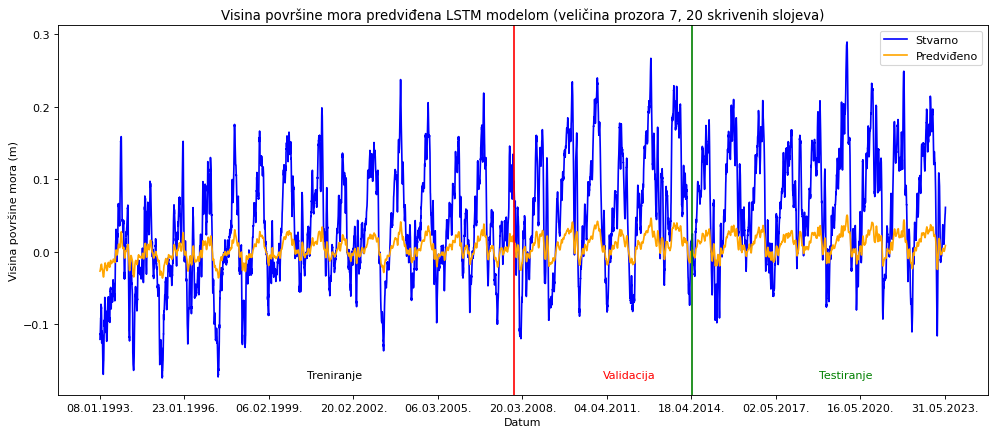 Visina površine mora predviđena LSTM modelom (veličina prozora 7, 20 skrivenih slojeva)
Stvarno
Predviđeno
Visina površine mora (m)
0.3
0.2
0.1
0.0
−0.1
Treniranje
Validacija
Testiranje
08.01.1993.
23.01.1996.
06.02.1999.
20.02.2002.
06.03.2005.
20.03.2008.
04.04.2011.
18.04.2014.
02.05.2017.
16.05.2020.
31.05.2023.
Datum